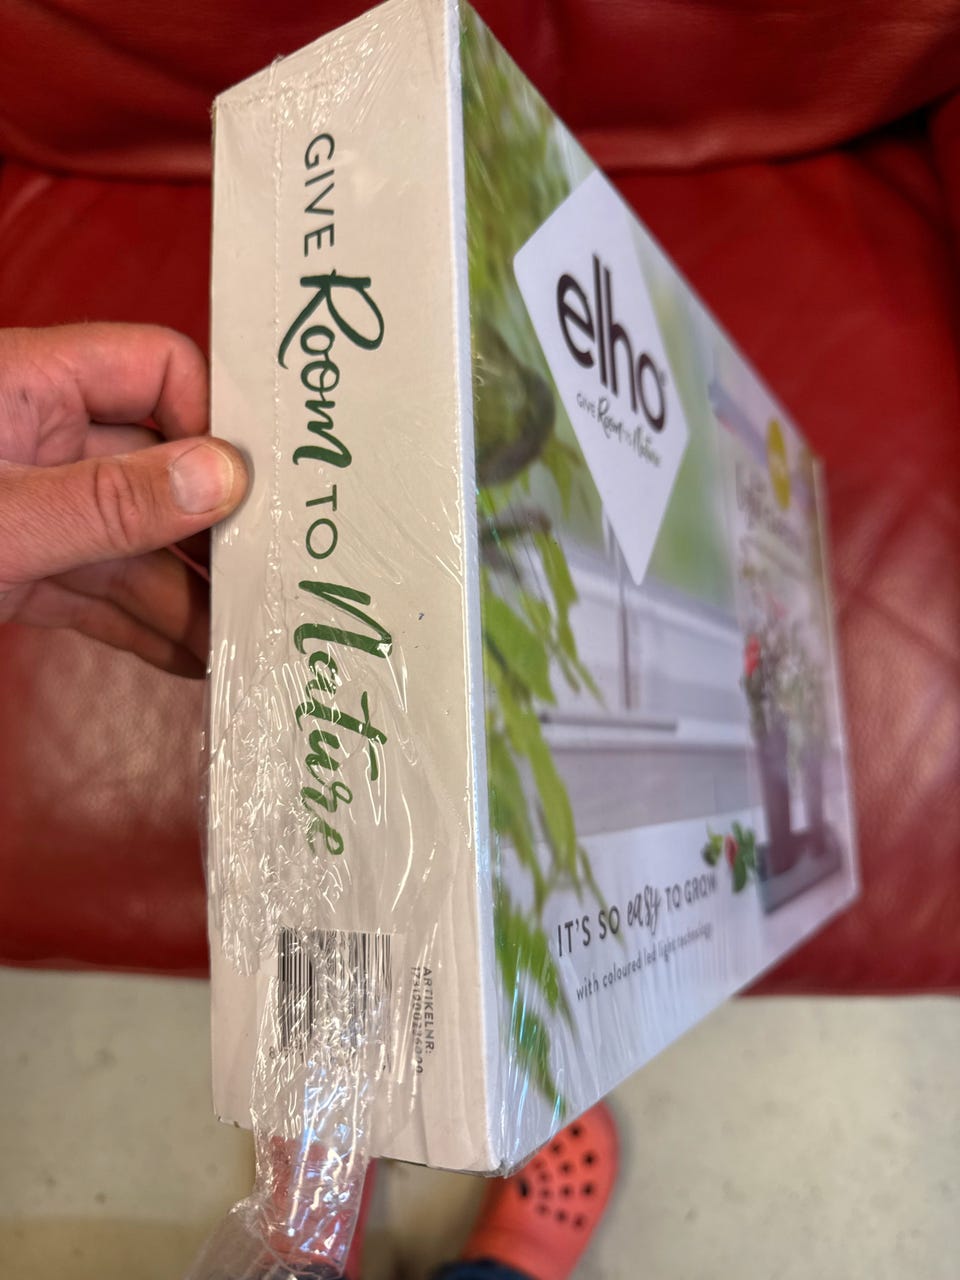 GIVE Room TO Nature
elho
GIVE Room TO Nature
IT'S SO easy TO GROW
with coloured led light technology
ARTIKELNR: